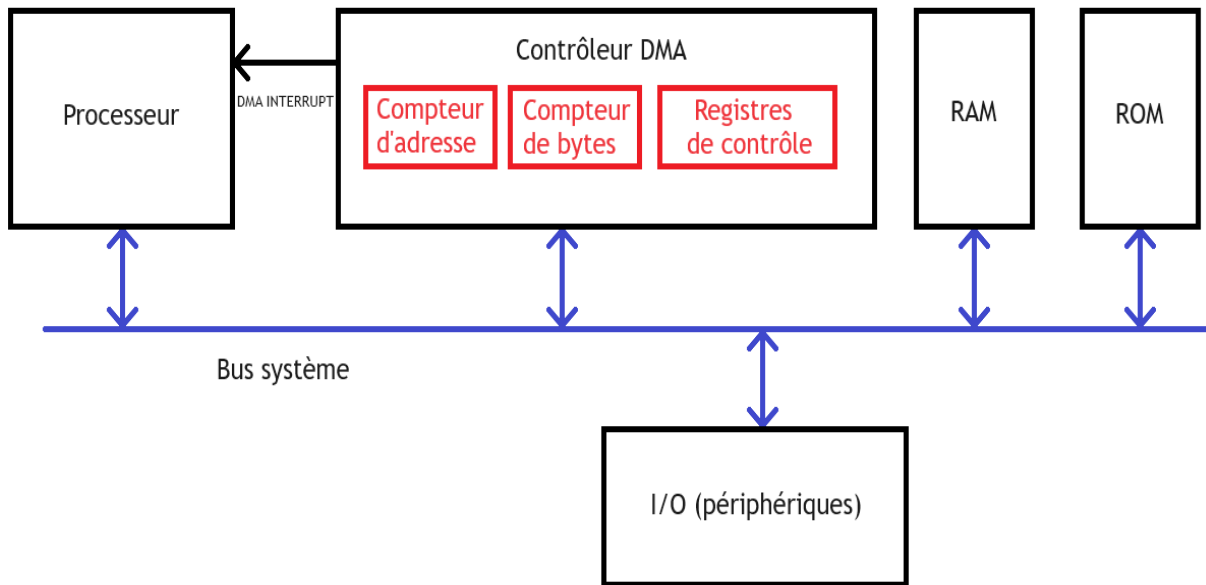 Contrôleur DMA
Processeur
DMA INTERRUPT
Compteur
d'adresse
Compteur
de bytes
Registres
de contrôle
RAM
ROM
Bus système
I/O (périphériques)